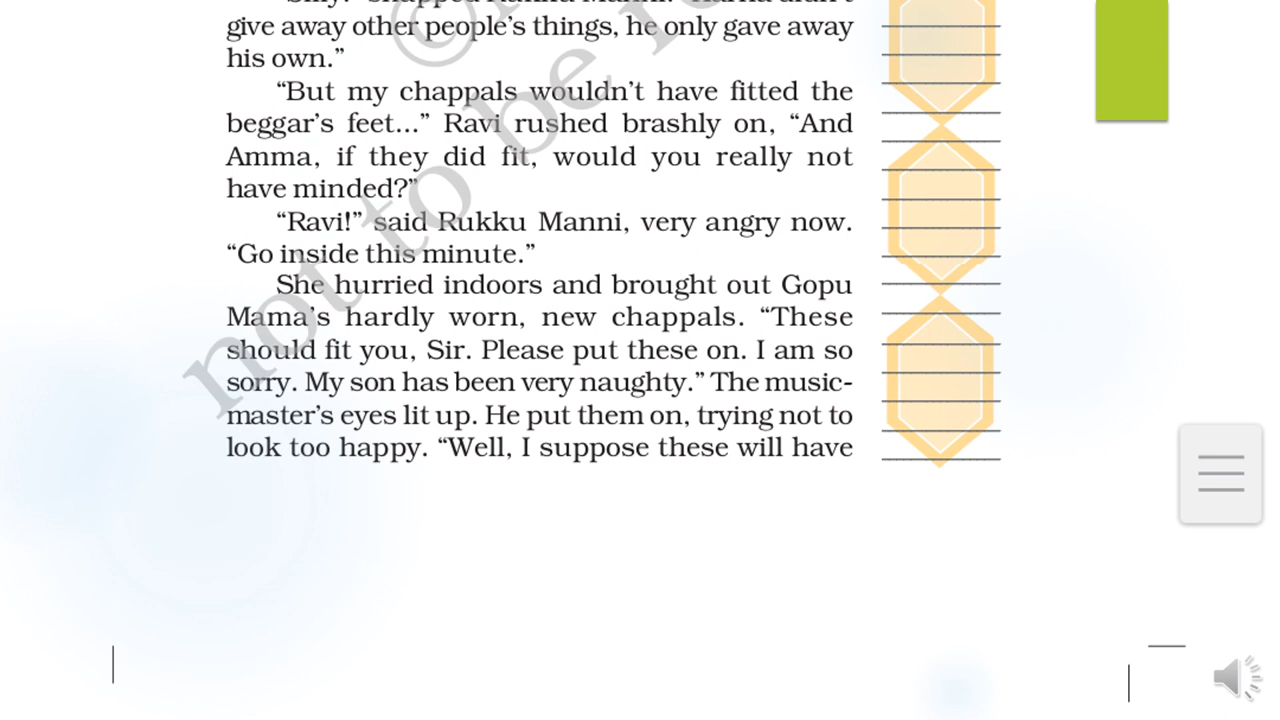 give away other people's things, he only gave away
his own.”
“But my chappals wouldn't have fitted the
beggar's feet...” Ravi rushed brashly on, “And
Amma, if they did fit, would you really not
have minded?”
“Ravi!” said Rukku Manni, very angry now.
“Go inside this minute.”
She hurried indoors and brought out Gopu
Mama's hardly worn, new chappals. “These
should fit you, Sir. Please put these on. I am so
sorry. My son has been very naughty.” The music-
master's eyes lit up. He put them on, trying not to
look too happy. “Well, I suppose these will have
©
not to be